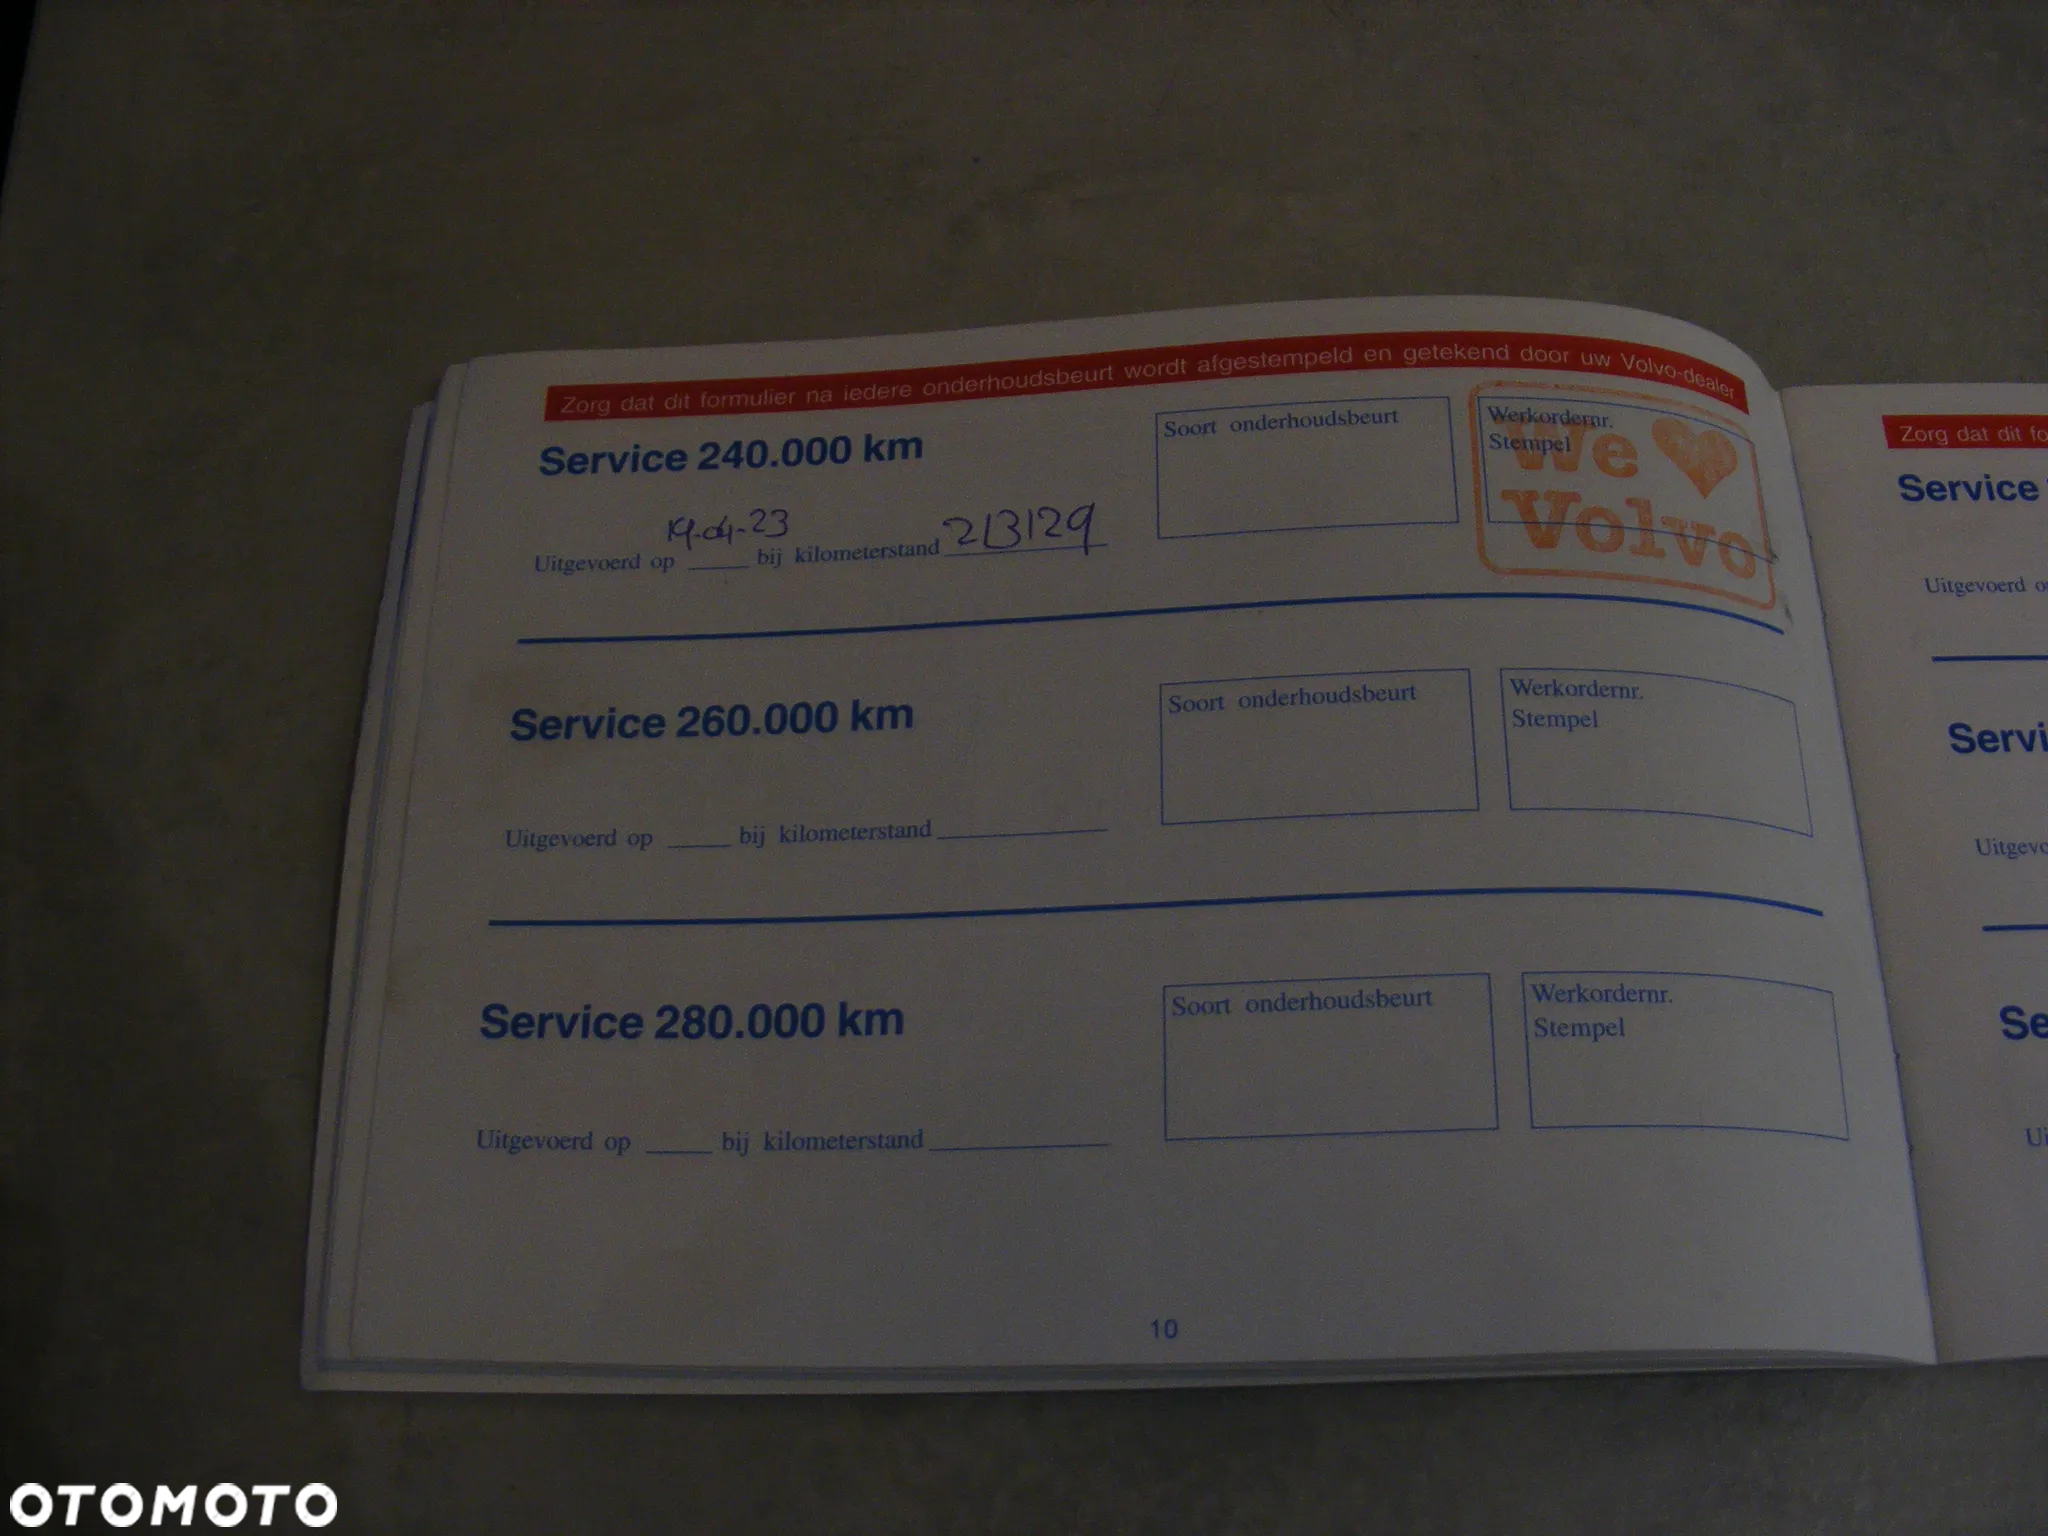 Zorg dat dit formulier na iedere onderhoudsbeurt wordt afgestempeld en getekend door uw Volvo-dealer.
Service 240.000 km
Soort onderhoudsbeurt
Werkordernr.
Stempel
We
Volvo
19-04-23
213129
Uitgevoerd op ____ bij kilometerstand
Service 260.000 km
Soort onderhoudsbeurt
Werkordernr.
Stempel
Uitgevoerd op ____ bij kilometerstand
Service 280.000 km
Soort onderhoudsbeurt
Werkordernr.
Stempel
Uitgevoerd op ____ bij kilometerstand
10
Zorg dat dit
Service
Uitgevoerd
OTOMOTO